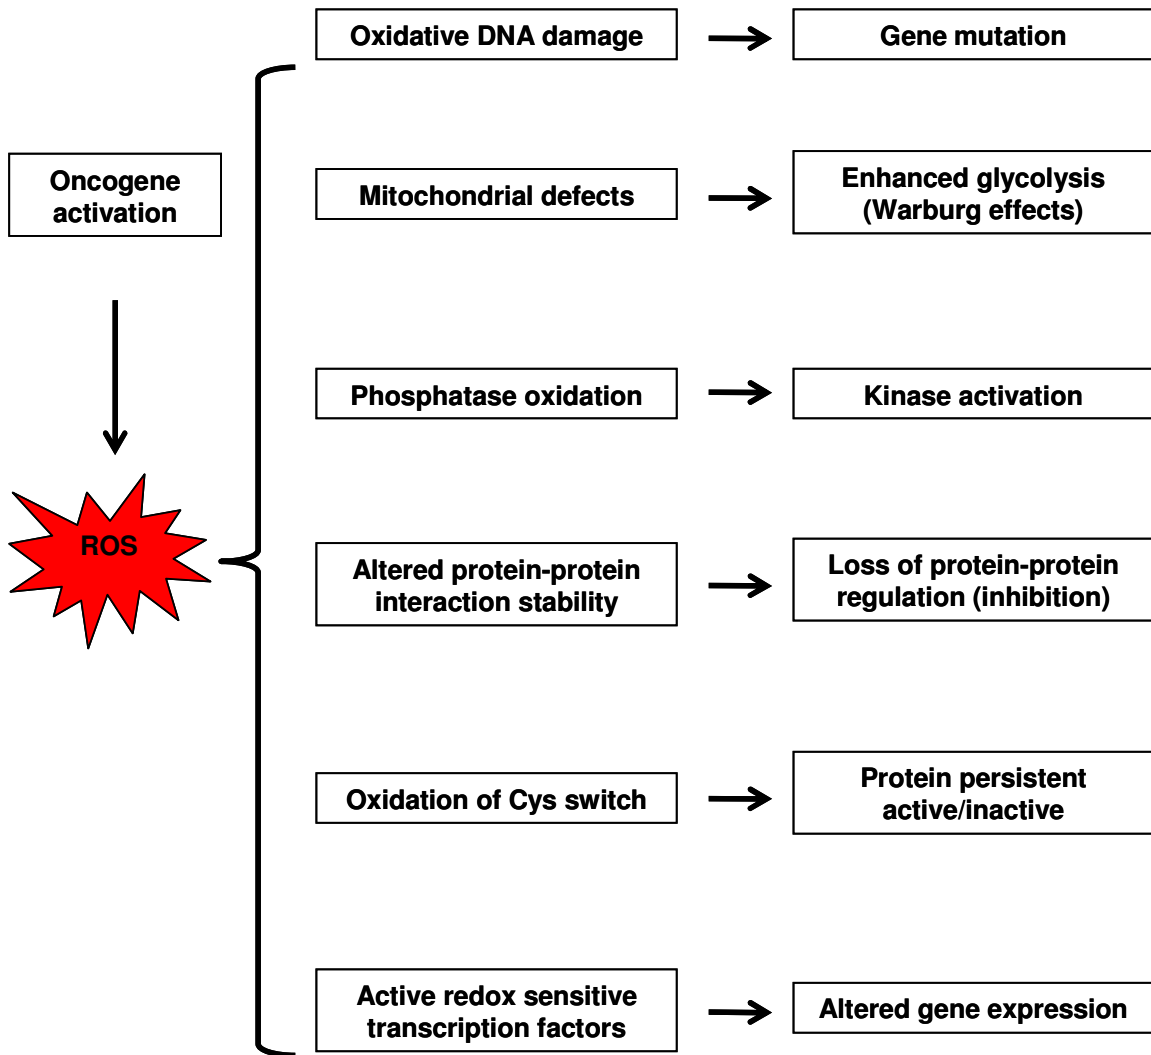 Oxidative DNA damage
Gene mutation
Oncogene
activation
Mitochondrial defects
Enhanced glycolysis
(Warburg effects)
Phosphatase oxidation
Kinase activation
ROS
Altered protein-protein
interaction stability
Loss of protein-protein
regulation (inhibition)
Oxidation of Cys switch
Protein persistent
active/inactive
Active redox sensitive
transcription factors
Altered gene expression